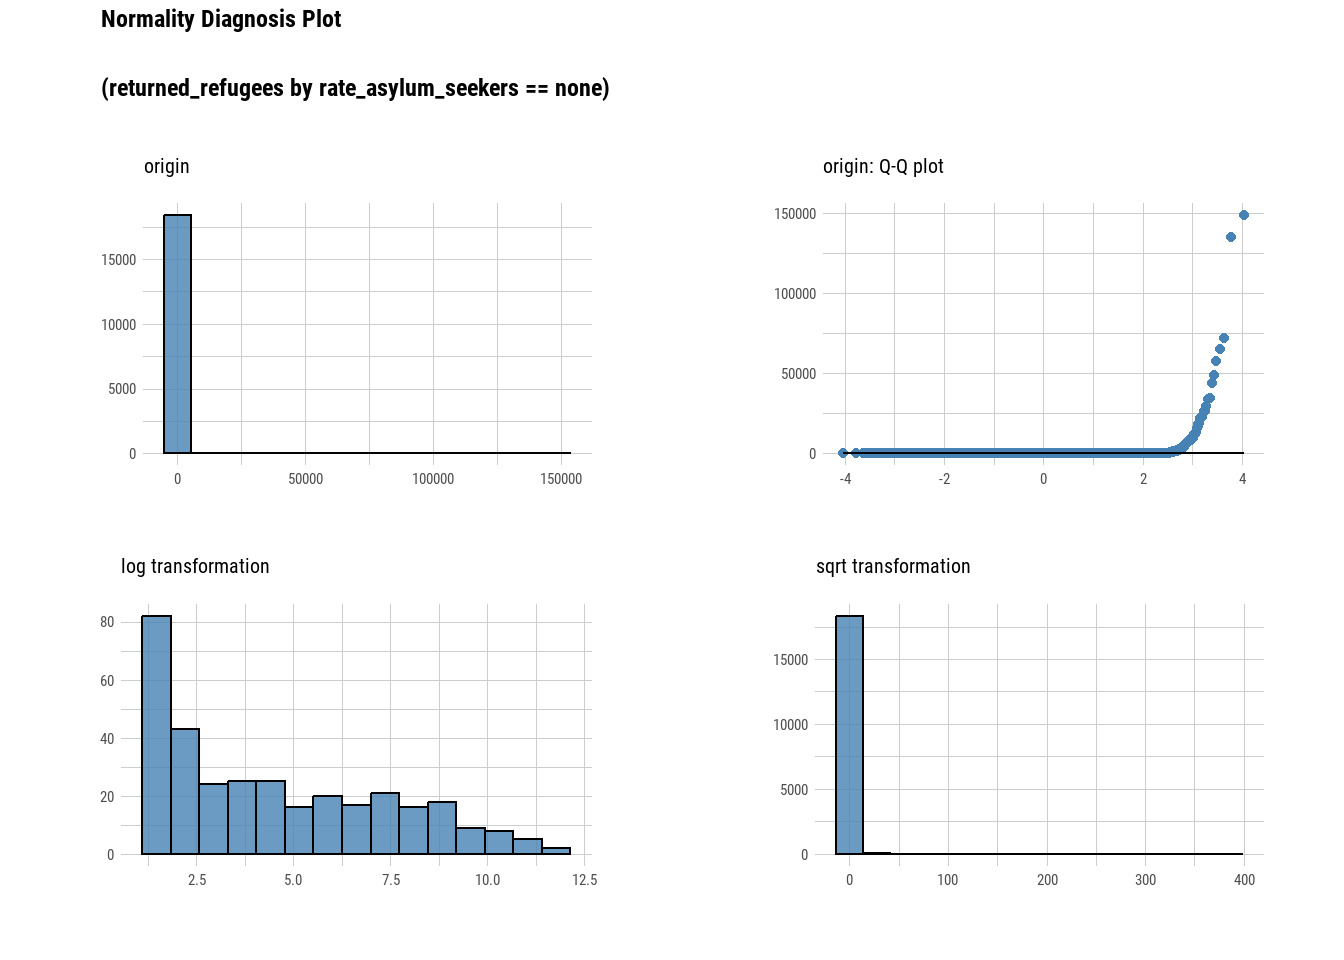 Normality Diagnosis Plot
(returned_refugees by rate_asylum_seekers == none)
origin
15000
10000
5000
0
0 50000 100000 150000
origin: Q-Q plot
150000
100000
50000
0
-4 -2 0 2 4
log transformation
80
60
40
20
0
2.5 5.0 7.5 10.0 12.5
sqrt transformation
15000
10000
5000
0
0 100 200 300 400